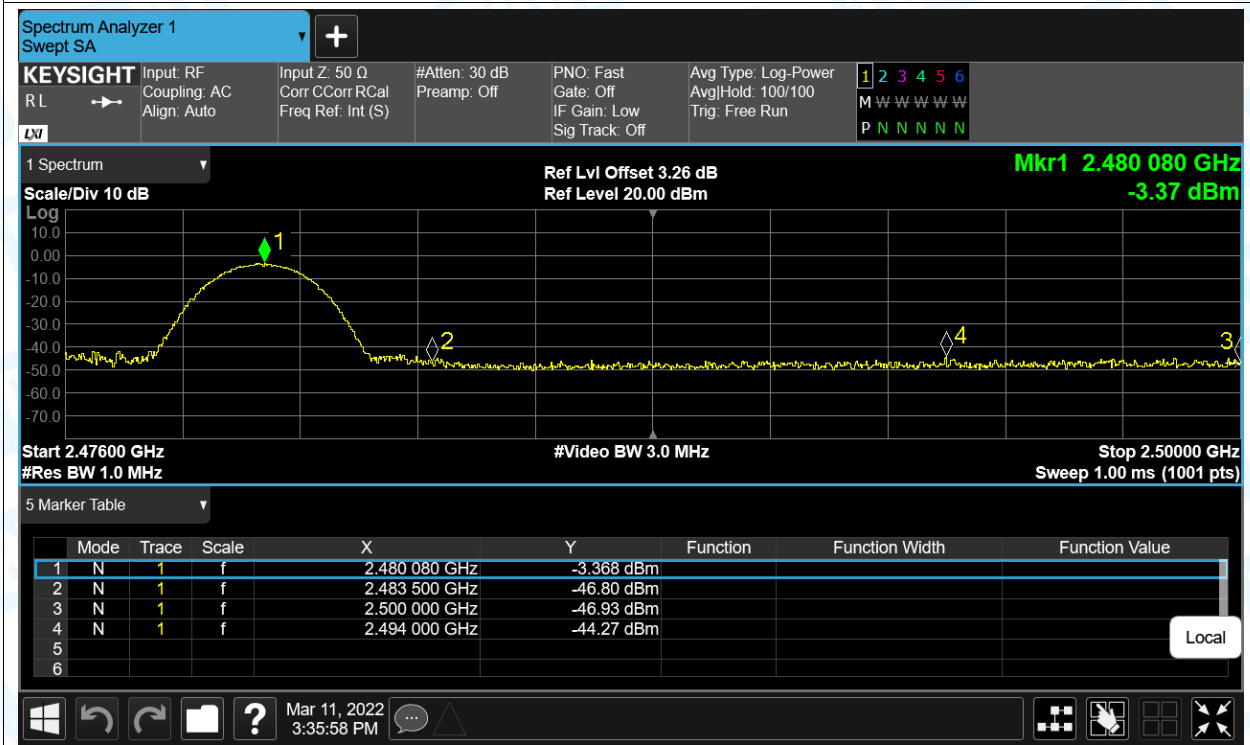 Spectrum Analyzer 1
Swept SA
KEYSIGHT
R L
LXI
Input: RF
Coupling: AC
Align: Auto
Input Z: 50 Ω
Corr CCorr RCal
Freq Ref: Int (S)
#Atten: 30 dB
Preamp: Off
PNO: Fast
Gate: Off
IF Gain: Low
Sig Track: Off
Avg Type: Log-Power
Avg|Hold: 100/100
Trig: Free Run
1 2 3 4 5 6
M W W W W W
P N N N N N
1 Spectrum
Scale/Div 10 dB
Ref Lvl Offset 3.26 dB
Ref Level 20.00 dBm
Mkr1 2.480 080 GHz
-3.37 dBm
Log
10.0
0.00
-10.0
-20.0
-30.0
-40.0
-50.0
-60.0
-70.0
1
2
4
3
Start 2.47600 GHz
#Res BW 1.0 MHz
#Video BW 3.0 MHz
Stop 2.50000 GHz
Sweep 1.00 ms (1001 pts)
5 Marker Table
Mode Trace Scale X Y Function Function Width Function Value
1 N 1 f 2.480 080 GHz -3.368 dBm
2 N 1 f 2.483 500 GHz -46.80 dBm
3 N 1 f 2.500 000 GHz -46.93 dBm
4 N 1 f 2.494 000 GHz -44.27 dBm
5
6
Local
?
Mar 11, 2022
3:35:58 PM